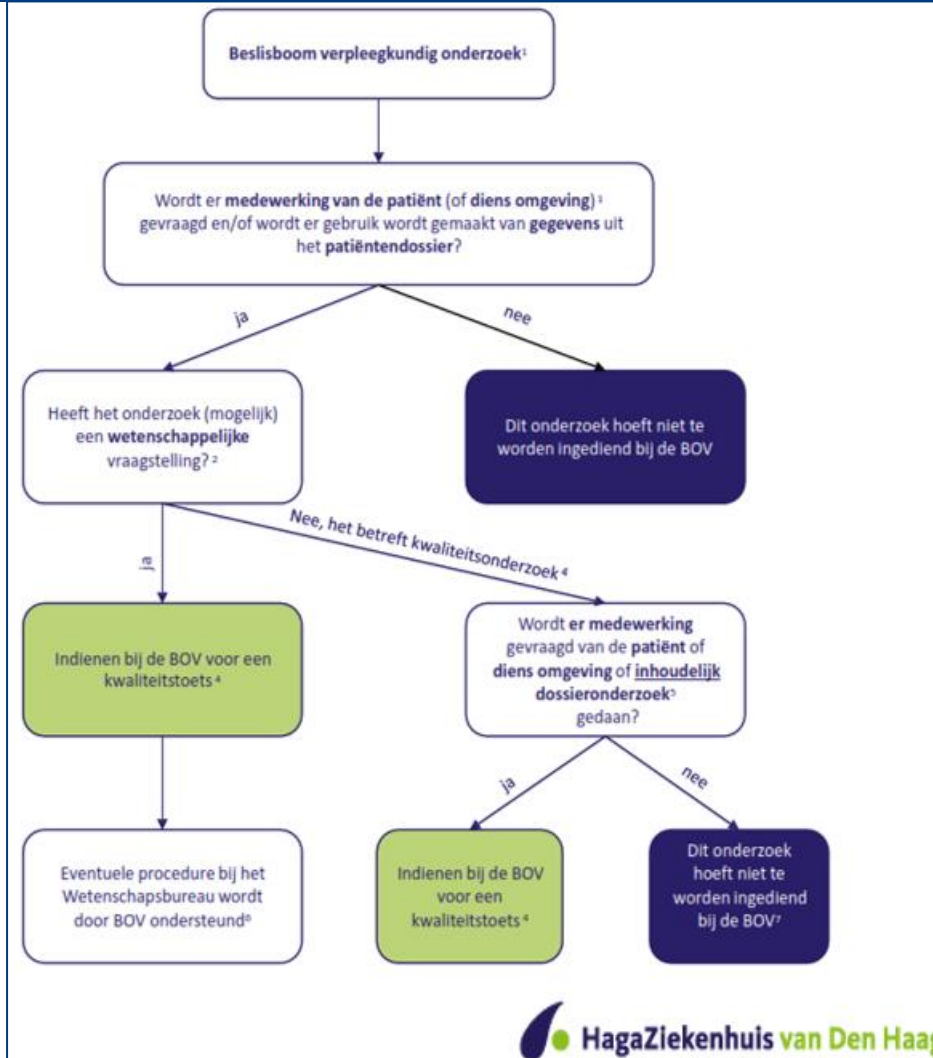 Beslisboom verpleegkundig onderzoek¹
Wordt er medewerking van de patiënt (of diens omgeving) ³
gevraagd en/of wordt er gebruik wordt gemaakt van gegevens uit
het patiëntendossier?
ja
nee
Heeft het onderzoek (mogelijk)
een wetenschappelijke
vraagstelling? ²
Dit onderzoek hoeft niet te
worden ingediend bij de BOV
ja
Nee, het betreft kwaliteitsonderzoek ⁴
Indienen bij de BOV voor een
kwaliteitstoets ⁴
Wordt er medewerking
gevraagd van de patiënt of
diens omgeving of inhoudelijk
dossieronderzoek⁵
gedaan?
ja
nee
Eventuele procedure bij het
Wetenschapsbureau wordt
door BOV ondersteund⁶
Indienen bij de BOV
voor een
kwaliteitstoets ⁴
Dit onderzoek
hoeft niet te
worden ingediend
bij de BOV⁷
HagaZiekenhuis van Den Haag